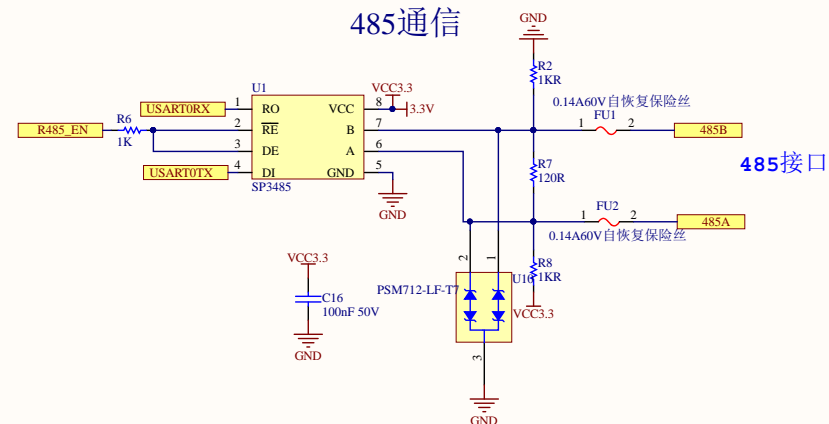 485通信
GND
R2
1KR
U1
VCC3.3
3.3V
0.14A60V自恢复保险丝
FU1
USART0RX
1
RO
VCC
8
R485_EN
R6
1K
2
RE
B
7
1
2
485B
3
DE
A
6
R7
120R
485接口
USART0TX
4
DI
GND
5
SP3485
GND
FU2
1
2
485A
0.14A60V自恢复保险丝
2
1
R8
1KR
VCC3.3
VCC3.3
C16
100nF 50V
GND
PSM712-LF-T7
3
GND